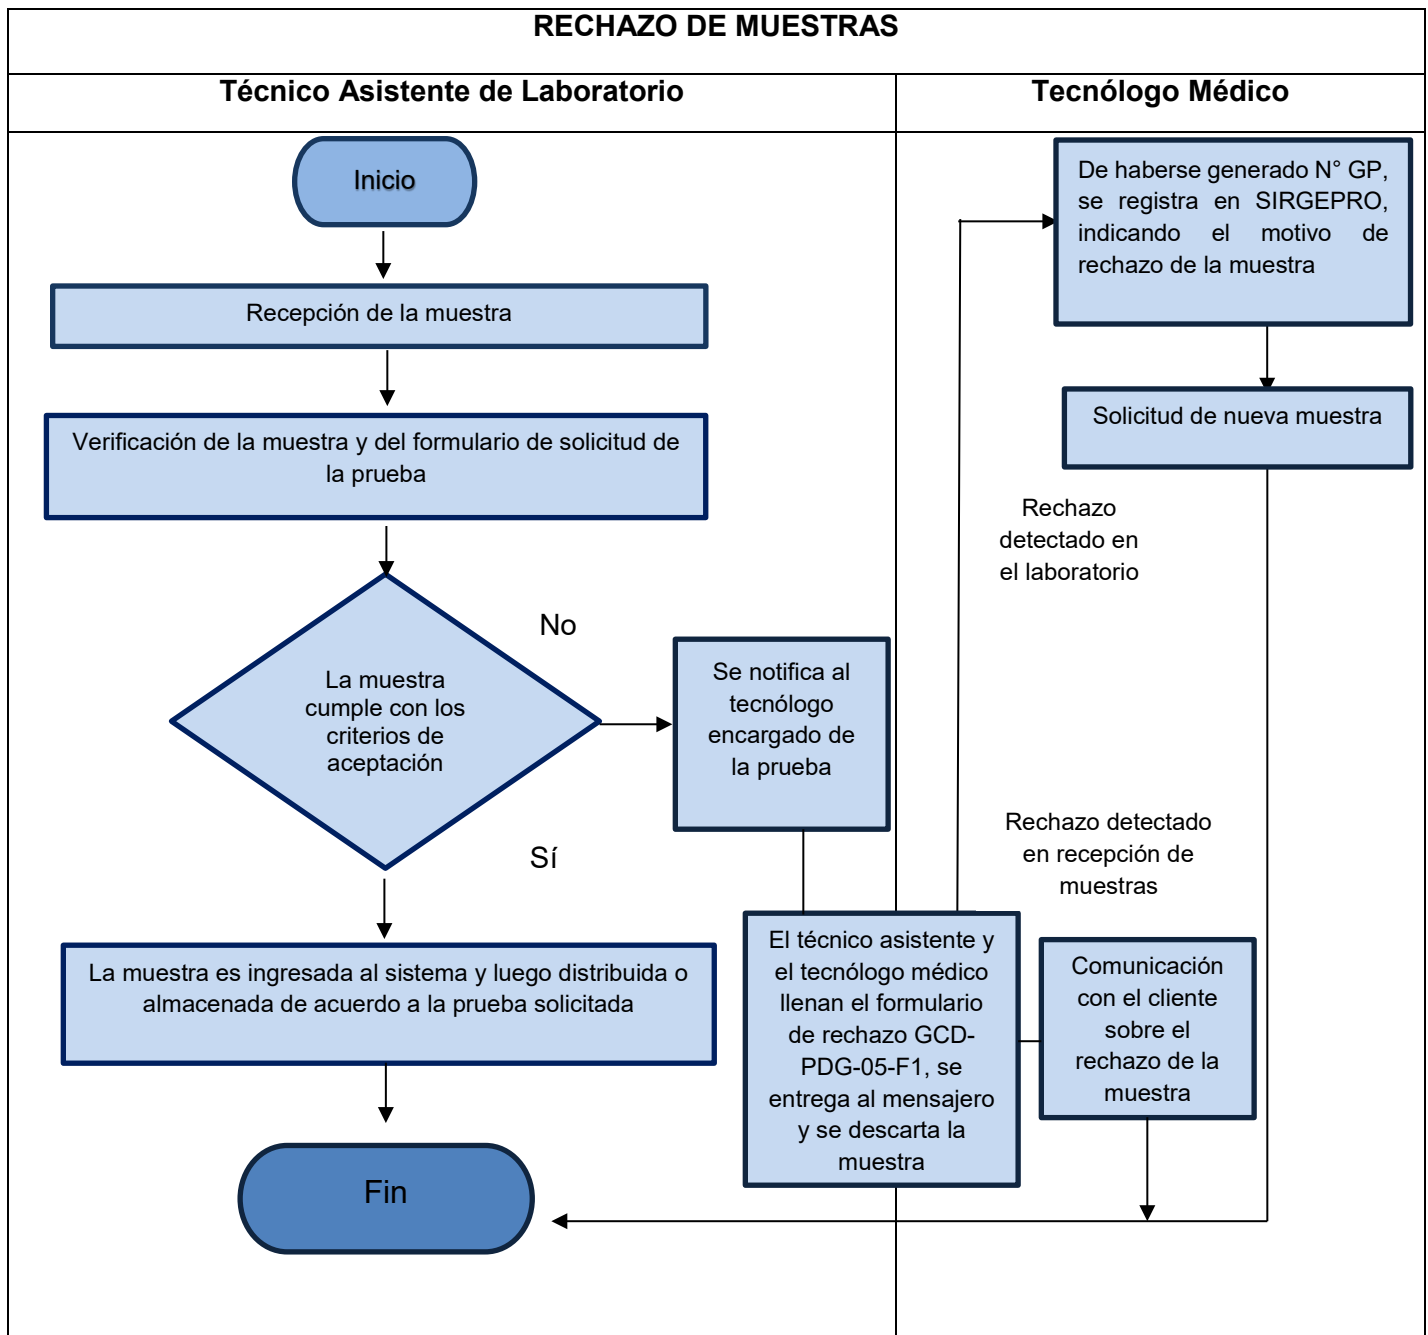 RECHAZO DE MUESTRAS
Técnico Asistente de Laboratorio
Tecnólogo Médico
Inicio
Recepción de la muestra
Verificación de la muestra y del formulario de solicitud de
la prueba
La muestra
cumple con los
criterios de
aceptación
No
Sí
Se notifica al
tecnólogo
encargado de
la prueba
La muestra es ingresada al sistema y luego distribuida o
almacenada de acuerdo a la prueba solicitada
Fin
El técnico asistente y
el tecnólogo médico
llenan el formulario
de rechazo GCD-
PDG-05-F1, se
entrega al mensajero
y se descarta la
muestra
De haberse generado N° GP,
se registra en SIRGEPRO,
indicando el motivo de
rechazo de la muestra
Solicitud de nueva muestra
Rechazo
detectado en
el laboratorio
Rechazo detectado
en recepción de
muestras
Comunicación
con el cliente
sobre el
rechazo de la
muestra